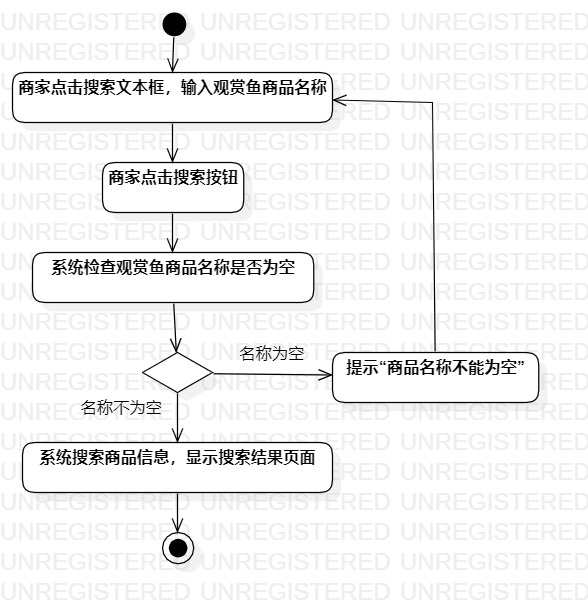 商家点击搜索文本框，输入观赏鱼商品名称
商家点击搜索按钮
系统检查观赏鱼商品名称是否为空
名称为空
提示“商品名称不能为空”
名称不为空
系统搜索商品信息，显示搜索结果页面
UNREGISTERED